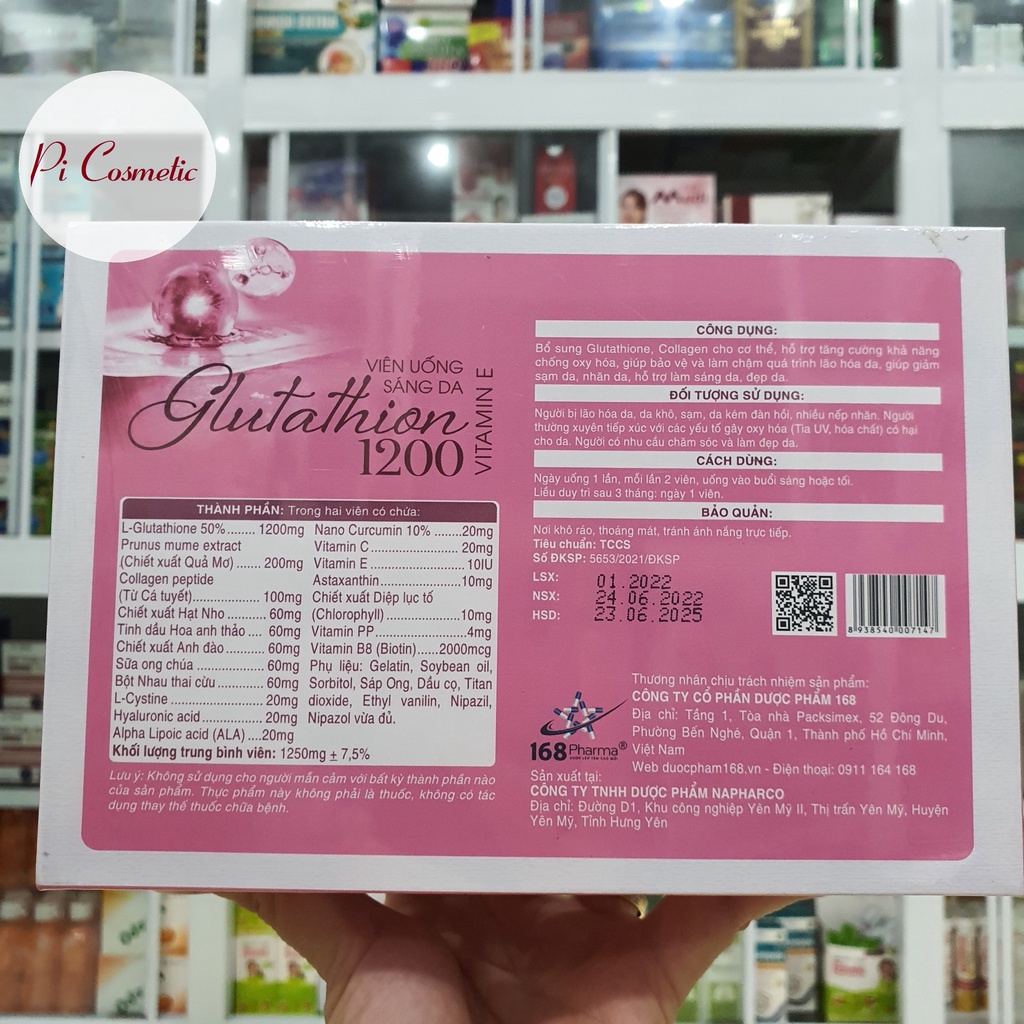 Pi Cosmetic
VIÊN UỐNG
SÁNG DA
Glutathion
1200
VITAMIN E
THÀNH PHẦN: Trong hai viên có chứa:
L-Glutathione 50%........ 1200mg
Prunus mume extract
(Chiết xuất Quả Mơ) ...... 200mg
Collagen peptide
(Từ Cá tuyết)........................ 100mg
Chiết xuất Hạt Nho ........... 60mg
Tinh dầu Hoa anh thảo .... 60mg
Chiết xuất Anh đào ............ 60mg
Sữa ong chúa ..................... 60mg
Bột Nhau thai cừu .............. 60mg
L-Cystine ............................. 20mg
Hyaluronic acid .................. 20mg
Alpha Lipoic acid (ALA) ....20mg
Khối lượng trung bình viên: 1250mg ± 7,5%
Nano Curcumin 10% ........20mg
Vitamin C ............................. 20mg
Vitamin E .............................. 10IU
Astaxanthin......................... 10mg
Chiết xuất Diệp lục tố
(Chlorophyll) ....................... 10mg
Vitamin PP............................ 4mg
Vitamin B8 (Biotin)......2000mcg
Phụ liệu: Gelatin, Soybean oil,
Sorbitol, Sáp Ong, Dầu cọ, Titan
dioxide, Ethyl vanilin, Nipazil,
Nipazol vừa đủ.
Lưu ý: Không sử dụng cho người mẫn cảm với bất kỳ thành phần nào
của sản phẩm. Thực phẩm này không phải là thuốc, không có tác
dụng thay thế thuốc chữa bệnh.
CÔNG DỤNG:
Bổ sung Glutathione, Collagen cho cơ thể, hỗ trợ tăng cường khả năng
chống oxy hóa, giúp bảo vệ và làm chậm quá trình lão hóa da, giúp giảm
sạm da, nhăn da, hỗ trợ làm sáng da, đẹp da.
ĐỐI TƯỢNG SỬ DỤNG:
Người bị lão hóa da, da khô, sạm, da kém đàn hồi, nhiều nếp nhăn. Người
thường xuyên tiếp xúc với các yếu tố gây oxy hóa (Tia UV, hóa chất) có hại
cho da. Người có nhu cầu chăm sóc và làm đẹp da.
CÁCH DÙNG:
Ngày uống 1 lần, mỗi lần 2 viên, uống vào buổi sáng hoặc tối.
Liều duy trì sau 3 tháng: ngày 1 viên.
BẢO QUẢN:
Nơi khô ráo, thoáng mát, tránh ánh nắng trực tiếp.
Tiêu chuẩn: TCCS
Số ĐKSP: 5653/2021/ĐKSP
LSX: 01.2022
NSX: 24.06.2022
HSD: 23.06.2025
8 938540 007147
168 Pharma®
Thương nhân chịu trách nhiệm sản phẩm:
CÔNG TY CỔ PHẦN DƯỢC PHẨM 168
Địa chỉ: Tầng 1, Tòa nhà Packsimex, 52 Đông Du,
Phường Bến Nghé, Quận 1, Thành phố Hồ Chí Minh,
Việt Nam
Web duocpham168.vn - Điện thoại: 0911 164 168
Sản xuất tại:
CÔNG TY TNHH DƯỢC PHẨM NAPHARCO
Địa chỉ: Đường D1, Khu công nghiệp Yên Mỹ II, Thị trấn Yên Mỹ, Huyện
Yên Mỹ, Tỉnh Hưng Yên